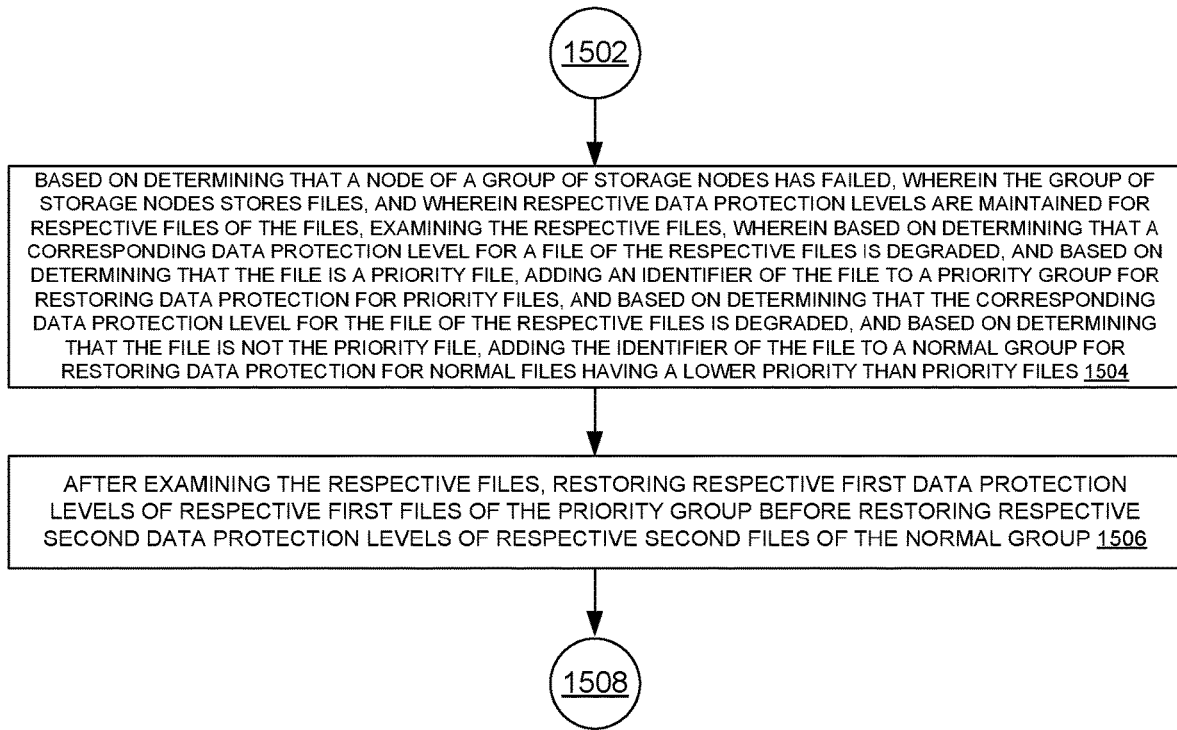 1502
BASED ON DETERMINING THAT A NODE OF A GROUP OF STORAGE NODES HAS FAILED, WHEREIN THE GROUP OF
STORAGE NODES STORES FILES, AND WHEREIN RESPECTIVE DATA PROTECTION LEVELS ARE MAINTAINED FOR
RESPECTIVE FILES OF THE FILES, EXAMINING THE RESPECTIVE FILES, WHEREIN BASED ON DETERMINING THAT A
CORRESPONDING DATA PROTECTION LEVEL FOR A FILE OF THE RESPECTIVE FILES IS DEGRADED, AND BASED ON
DETERMINING THAT THE FILE IS A PRIORITY FILE, ADDING AN IDENTIFIER OF THE FILE TO A PRIORITY GROUP FOR
RESTORING DATA PROTECTION FOR PRIORITY FILES, AND BASED ON DETERMINING THAT THE CORRESPONDING
DATA PROTECTION LEVEL FOR THE FILE OF THE RESPECTIVE FILES IS DEGRADED, AND BASED ON DETERMINING
THAT THE FILE IS NOT THE PRIORITY FILE, ADDING THE IDENTIFIER OF THE FILE TO A NORMAL GROUP FOR
RESTORING DATA PROTECTION FOR NORMAL FILES HAVING A LOWER PRIORITY THAN PRIORITY FILES 1504
AFTER EXAMINING THE RESPECTIVE FILES, RESTORING RESPECTIVE FIRST DATA PROTECTION
LEVELS OF RESPECTIVE FIRST FILES OF THE PRIORITY GROUP BEFORE RESTORING RESPECTIVE
SECOND DATA PROTECTION LEVELS OF RESPECTIVE SECOND FILES OF THE NORMAL GROUP 1506
1508